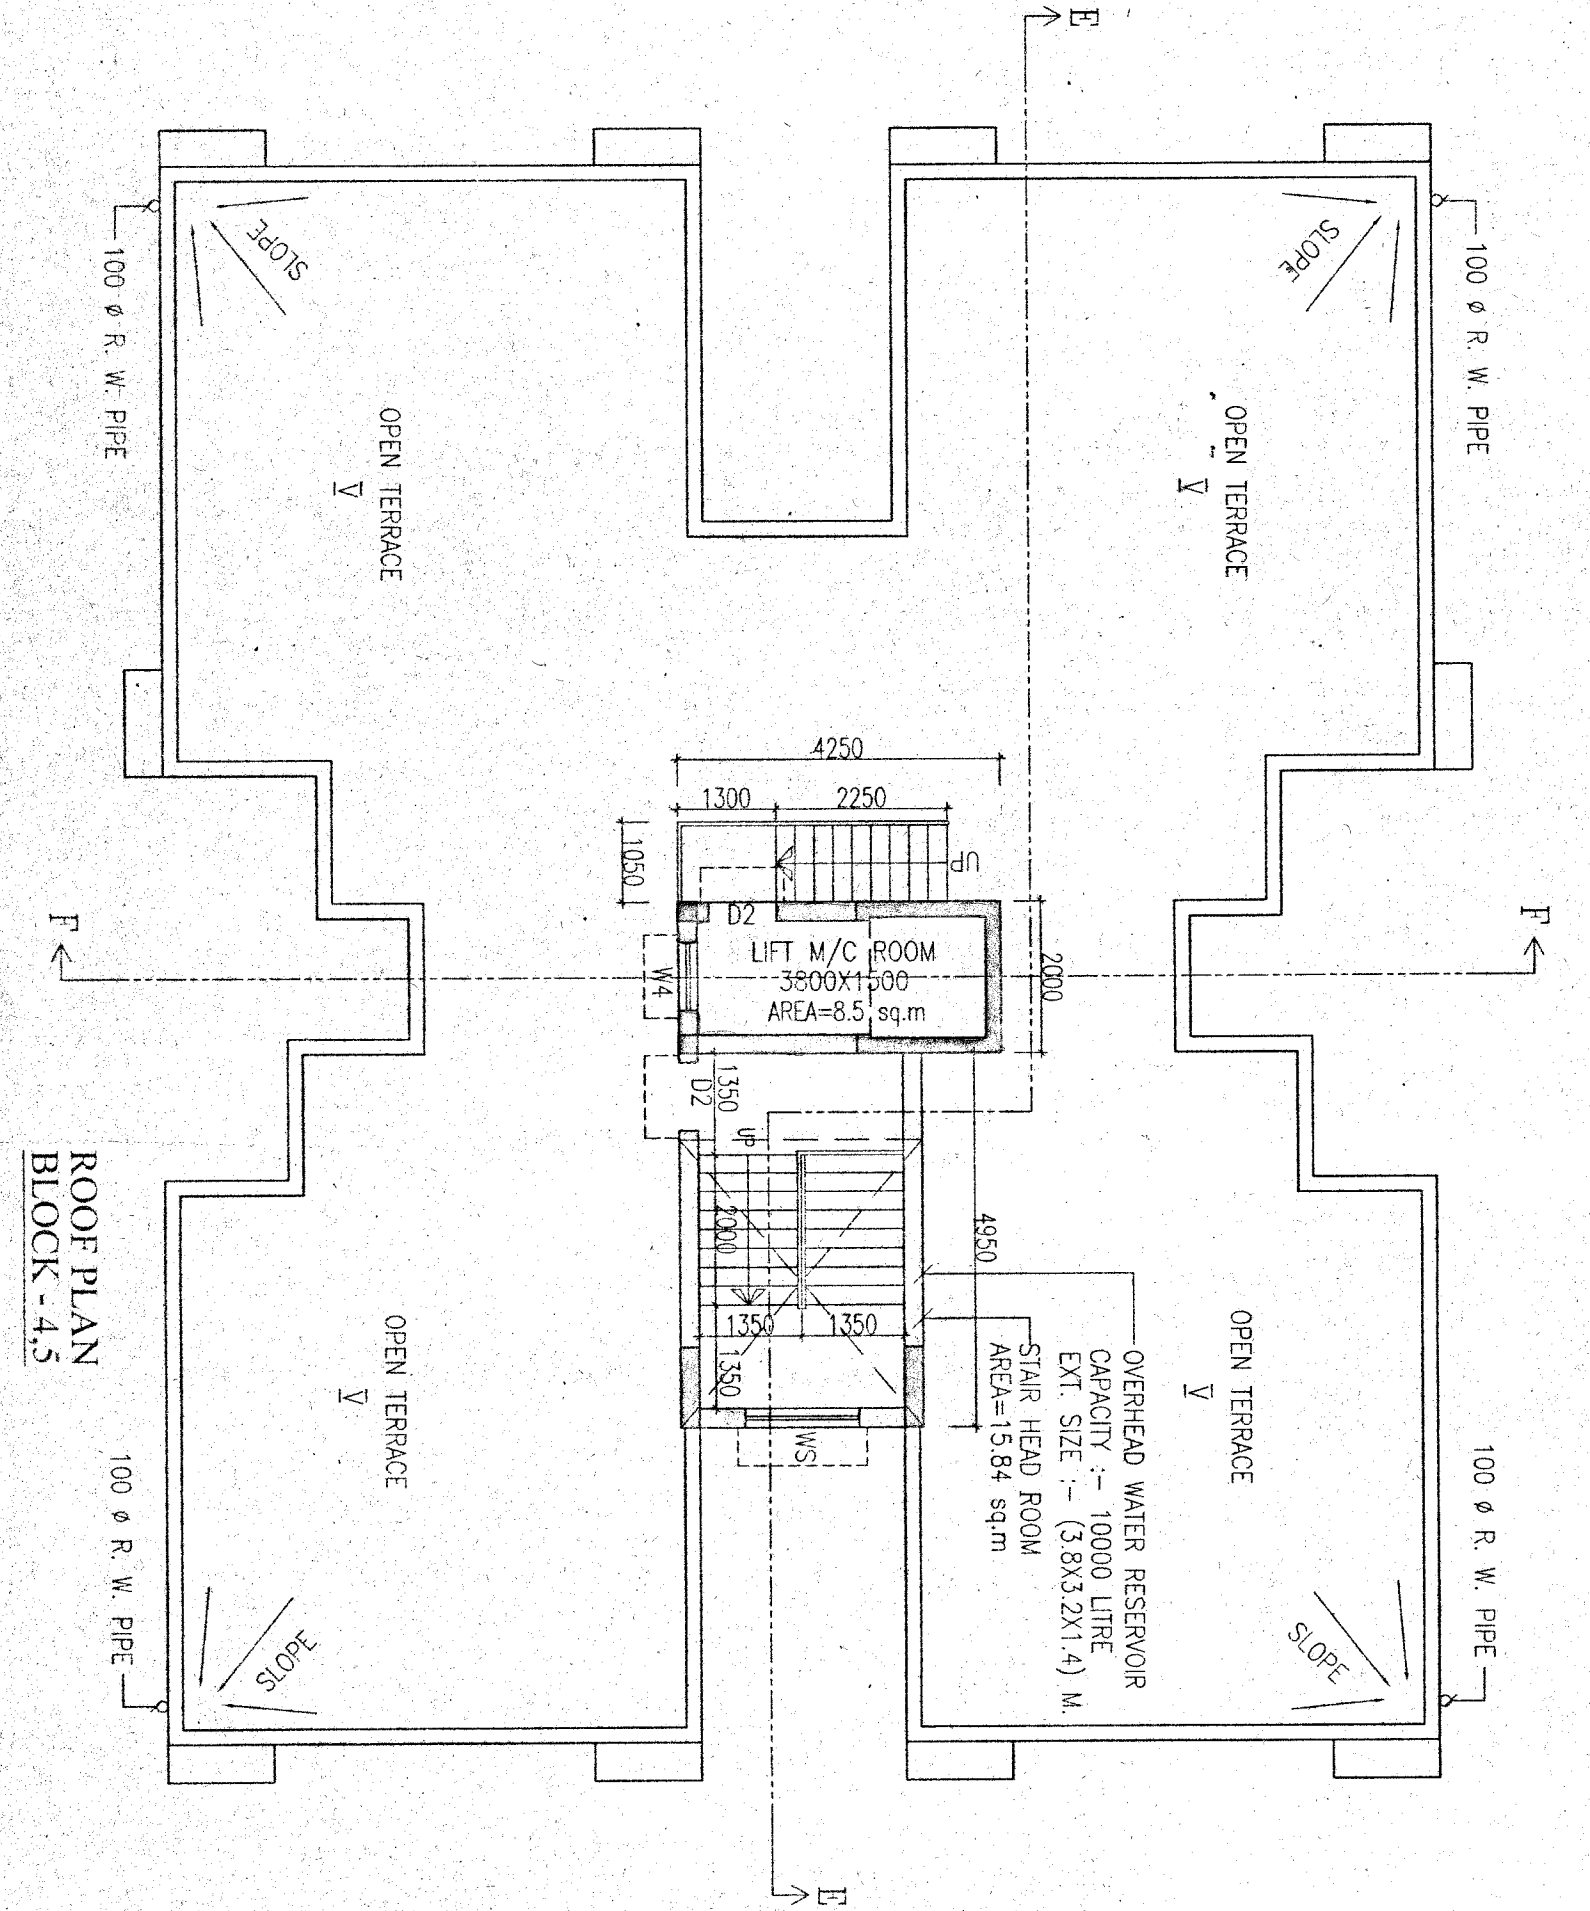 E
100 ø R. W. PIPE
100 ø R. W. PIPE
SLOPE
SLOPE
OPEN TERRACE
V
OPEN TERRACE
V
4250
1300
2250
1050
UP
D2
LIFT M/C ROOM
3800X1500
AREA=8.5 sq.m
2000
W4
F
F
1350
D2
UP
2000
4950
1350
1350
1350
WS
OVERHEAD WATER RESERVOIR
CAPACITY :- 10000 LITRE
EXT. SIZE :- (3.8X3.2X1.4) M.
STAIR HEAD ROOM
AREA=15.84 sq.m
OPEN TERRACE
V
OPEN TERRACE
V
100 ø R. W. PIPE
100 ø R. W. PIPE
SLOPE
SLOPE
E
ROOF PLAN
BLOCK - 4,5